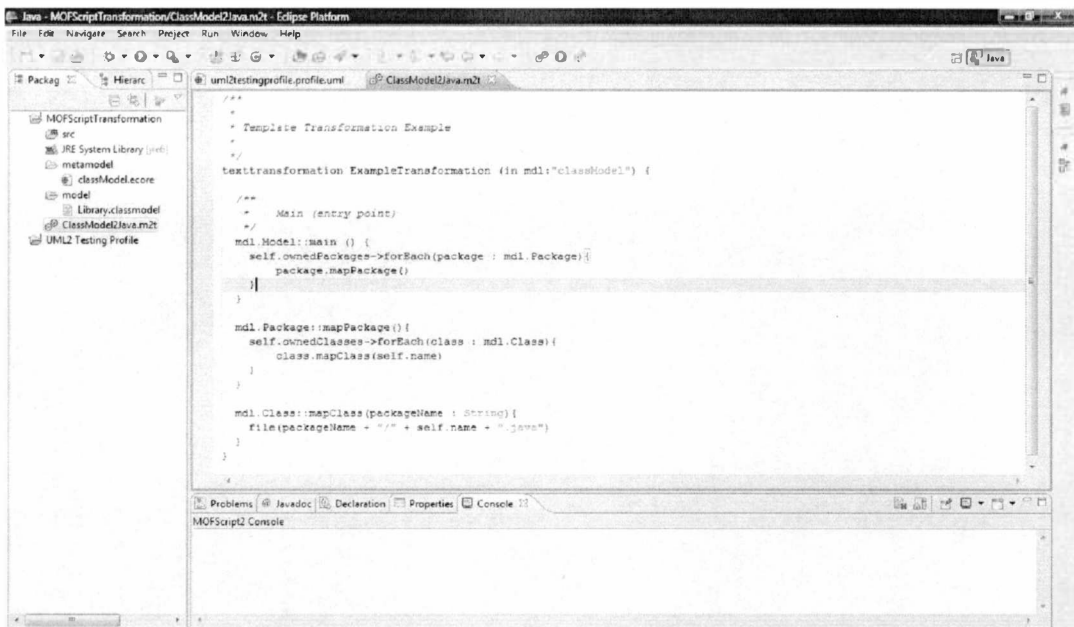 Java - MOFScriptTransformation/ClassModel2Java.m2t - Eclipse Platform
File Edit Navigate Search Project Run Window Help
Java
Packag Hierarc
uml2testingprofile.profile.uml ClassModel2Java.m2t
MOFScriptTransformation
src
JRE System Library
metamodel
classModel.ecore
model
Library.classmodel
ClassModel2Java.m2t
UML2 Testing Profile
/**
*
* Template Transformation Example
*
*/
texttransformation ExampleTransformation (in mdl:"classModel") {
/**
* Main (entry point)
*/
mdl.Model::main () {
self.ownedPackages->forEach(package : mdl.Package){
package.mapPackage()
}
}
mdl.Package::mapPackage(){
self.ownedClasses->forEach(class : mdl.Class){
class.mapClass(self.name)
}
}
mdl.Class::mapClass(packageName : String){
file(packageName + "/" + self.name + ".java")
}
}
Problems Javadoc Declaration Properties Console
MOFScript2 Console